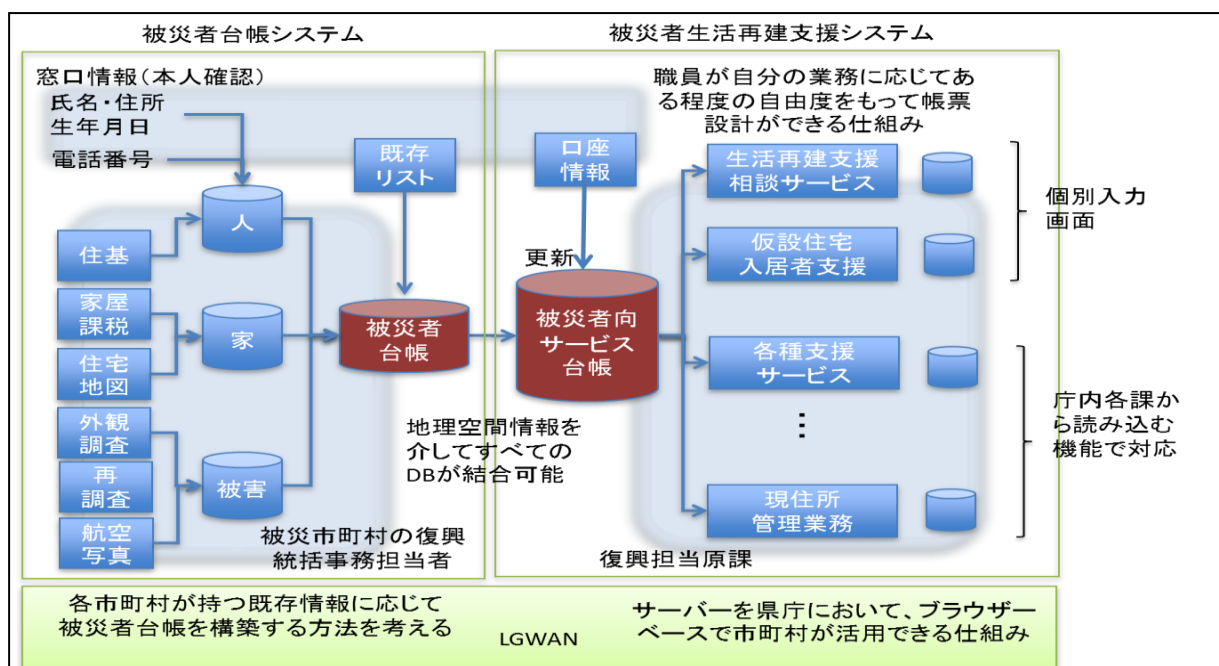 被災者台帳システム
被災者生活再建支援システム
窓口情報(本人確認)
氏名・住所
生年月日
電話番号
既存
リスト
口座
情報
職員が自分の業務に応じてあ
る程度の自由度をもって帳票
設計ができる仕組み
人
住基
家屋
課税
住宅
地図
家
外観
調査
再
調査
航空
写真
被害
被災者
台帳
更新
被災者向
サービス
台帳
地理空間情報を
介してすべての
DBが結合可能
被災市町村の復興
統括事務担当者
生活再建支援
相談サービス
仮設住宅
入居者支援
各種支援
サービス
⋮
現住所
管理業務
復興担当原課
個別入力
画面
庁内各課か
ら読み込む
機能で対応
各市町村が持つ既存情報に応じて
被災者台帳を構築する方法を考える
LGWAN
サーバーを県庁において、ブラウザー
ベースで市町村が活用できる仕組み